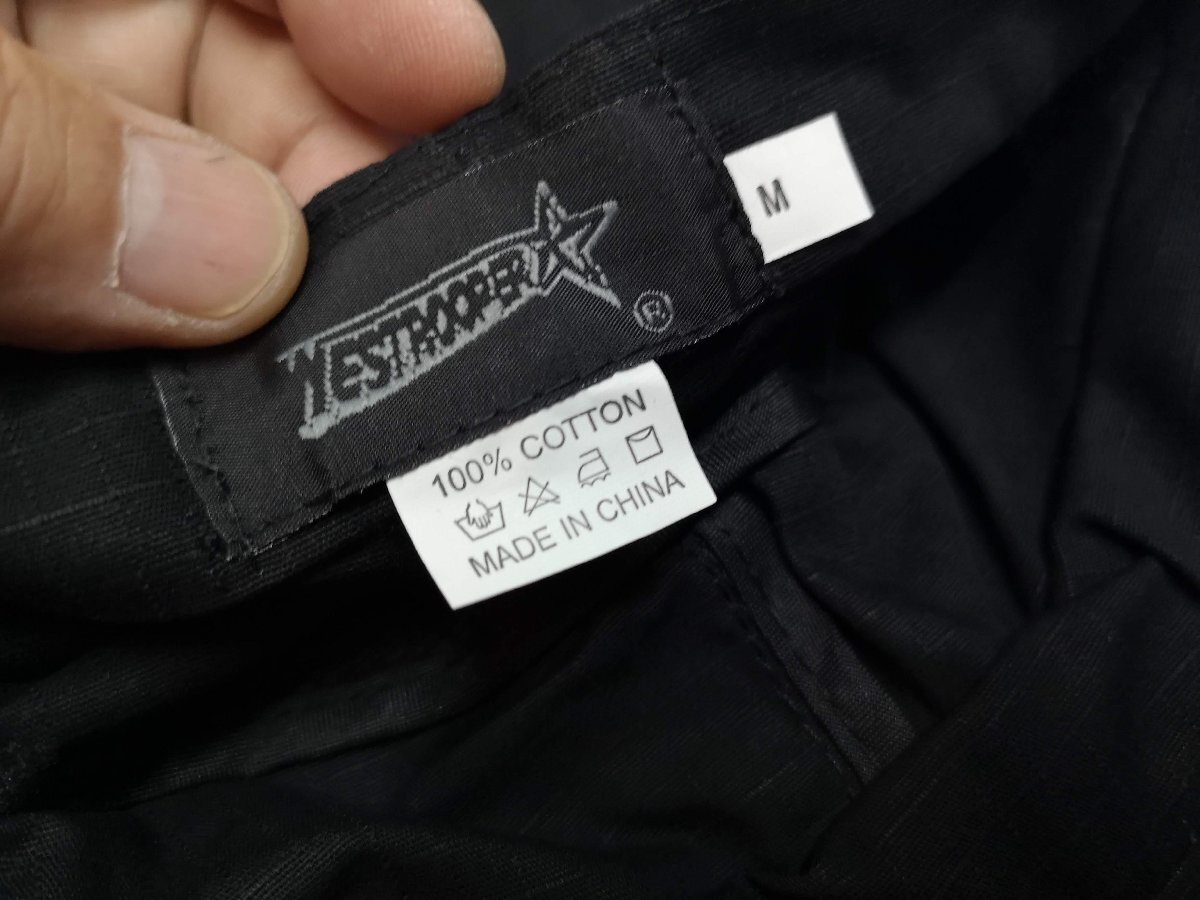 WESTROOPER
®
M
100% COTTON
MADE IN CHINA